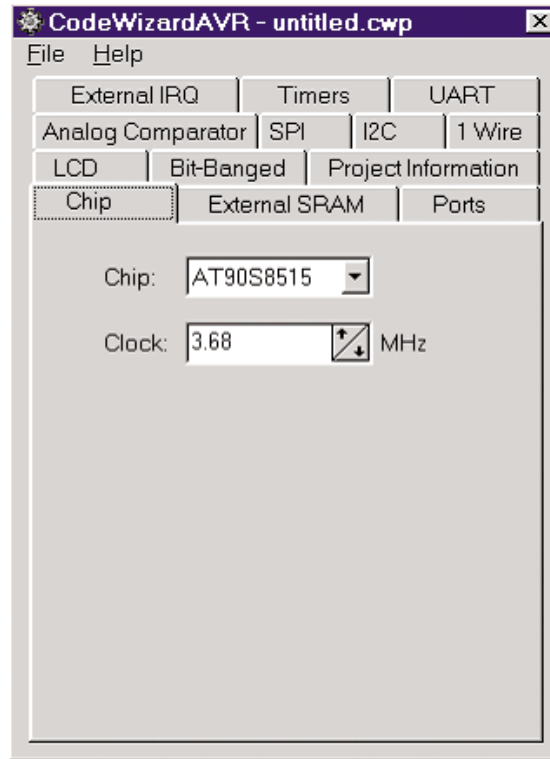 CodeWizardAVR - untitled.cwp
File Help
External IRQ Timers UART
Analog Comparator SPI I2C 1 Wire
LCD Bit-Banged Project Information
Chip External SRAM Ports
Chip: AT90S8515
Clock: 3.68 MHz